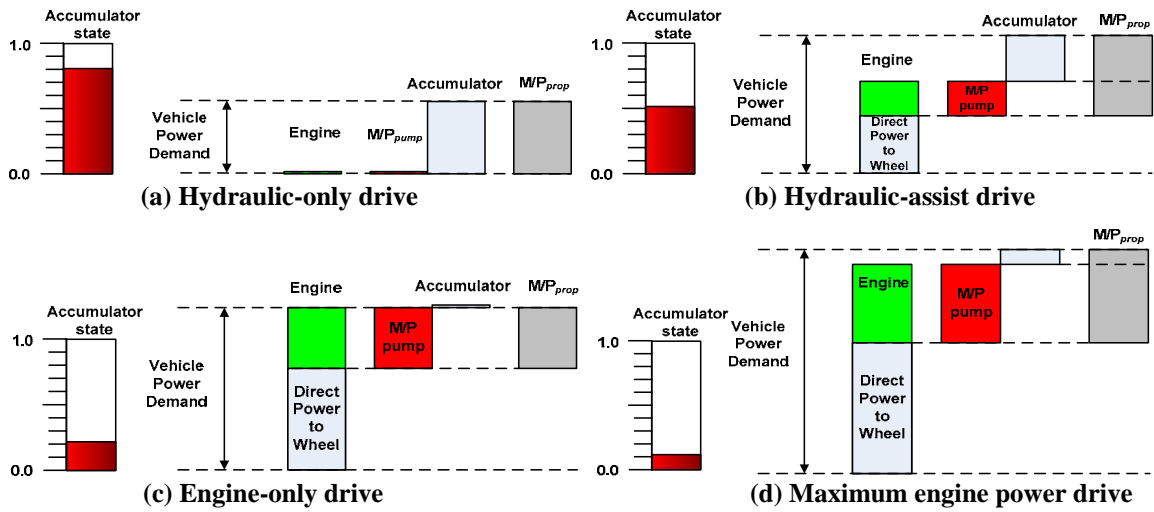 Accumulator
state
1.0
0.0
Vehicle
Power
Demand
Engine
M/Ppump
Accumulator
M/Pprop
(a) Hydraulic-only drive
Accumulator
state
1.0
0.0
Vehicle
Power
Demand
Engine
Direct
Power
to
Wheel
M/P
pump
Accumulator
M/Pprop
(b) Hydraulic-assist drive
Accumulator
state
1.0
0.0
Vehicle
Power
Demand
Engine
Direct
Power
to
Wheel
M/P
pump
Accumulator
M/Pprop
(c) Engine-only drive
Accumulator
state
1.0
0.0
Vehicle
Power
Demand
Engine
Direct
Power
to
Wheel
M/P
pump
M/Pprop
(d) Maximum engine power drive